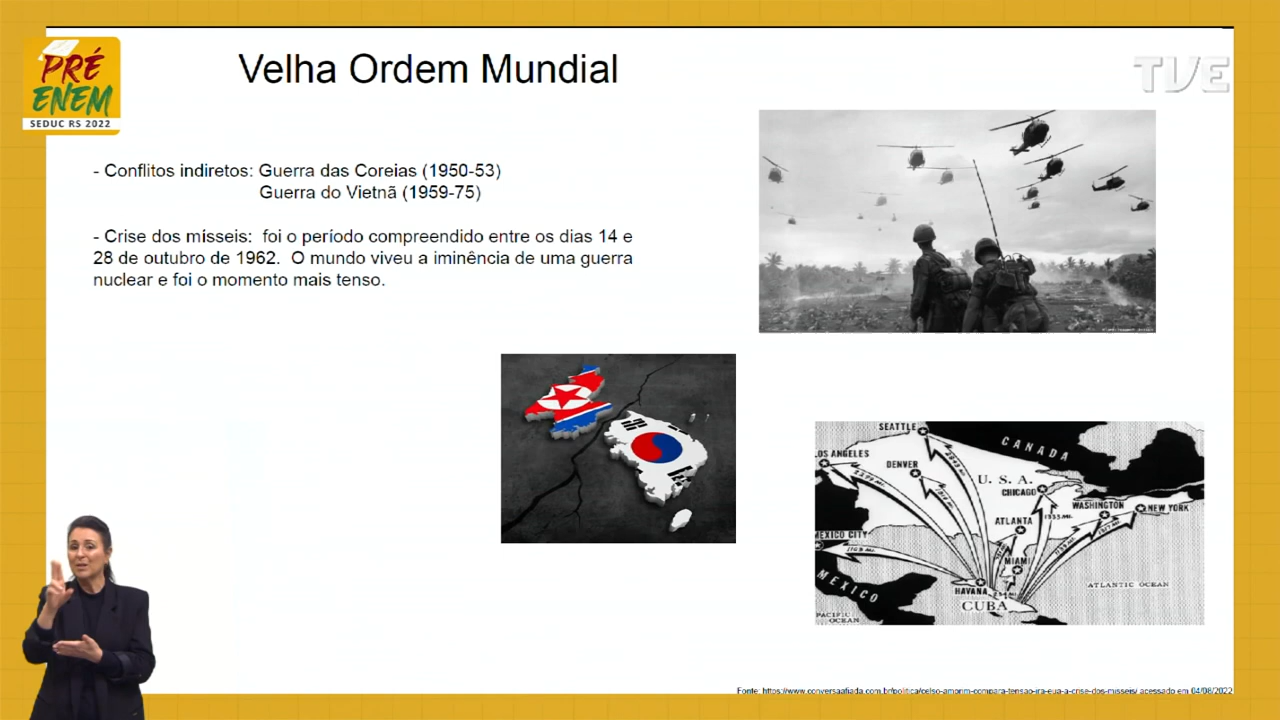 PRÉ
ENEM
SEDUC RS 2022
Velha Ordem Mundial
TVE
- Conflitos indiretos: Guerra das Coreias (1950-53)
Guerra do Vietnã (1959-75)
- Crise dos mísseis: foi o período compreendido entre os dias 14 e
28 de outubro de 1962. O mundo viveu a iminência de uma guerra
nuclear e foi o momento mais tenso.
SEATTLE
CANADA
LOS ANGELES
DENVER
U. S. A.
CHICAGO
WASHINGTON
NEW YORK
ATLANTA
MEXICO CITY
MIAMI
MEXICO
HAVANA
CUBA
ATLANTIC OCEAN
PACIFIC
OCEAN
Fonte: https://www.conversaafiada.com.br/politica/celso-amorim-compara-tensao-ira-eua-a-crise-dos-misseis/ acessado em 04/08/2022